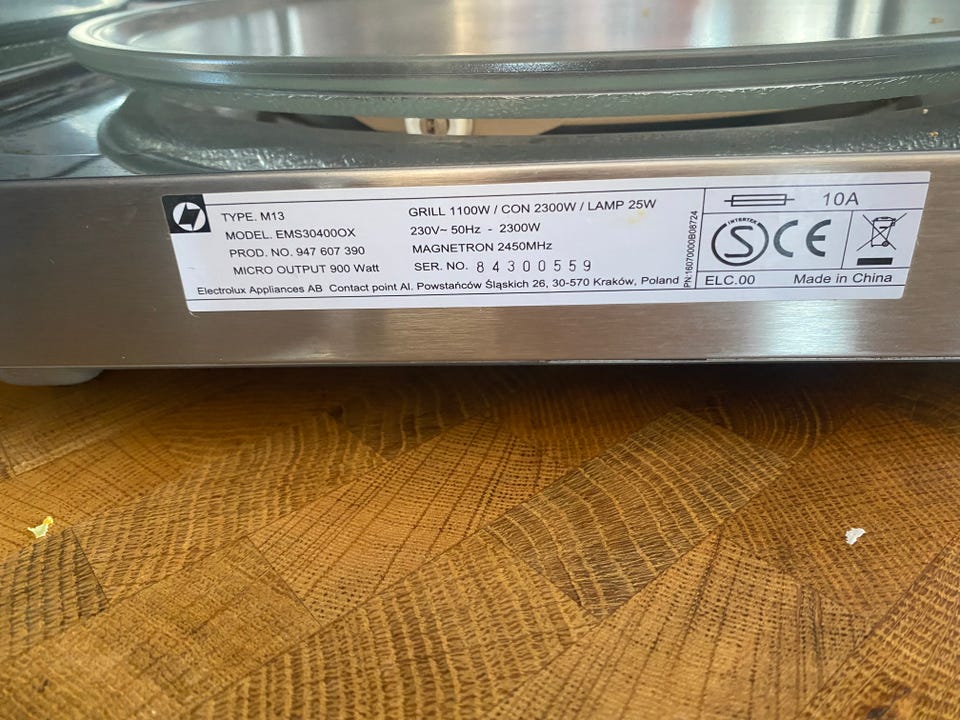 TYPE. M13
MODEL. EMS30400OX
PROD. NO. 947 607 390
MICRO OUTPUT 900 Watt
GRILL 1100W / CON 2300W / LAMP 25W
230V~ 50Hz - 2300W
MAGNETRON 2450MHz
SER. NO. 84300559
Electrolux Appliances AB Contact point Al. Powstańców Śląskich 26, 30-570 Kraków, Poland
PN:16070000B08724
10A
INTERTEK
S CE
ELC.00 Made in China